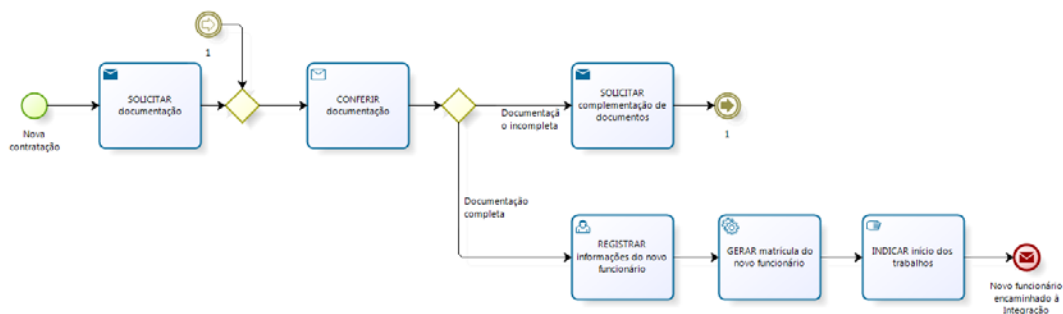 1
SOLICITAR
documentação
CONFERIR
documentação
SOLICITAR
complementação de
documentos
Nova
contratação
Documentaçã
o incompleta
1
Documentação
completa
REGISTRAR
informações do novo
funcionário
GERAR matrícula do
novo funcionário
INDICAR início dos
trabalhos
Novo funcionário
encaminhado à
Integração